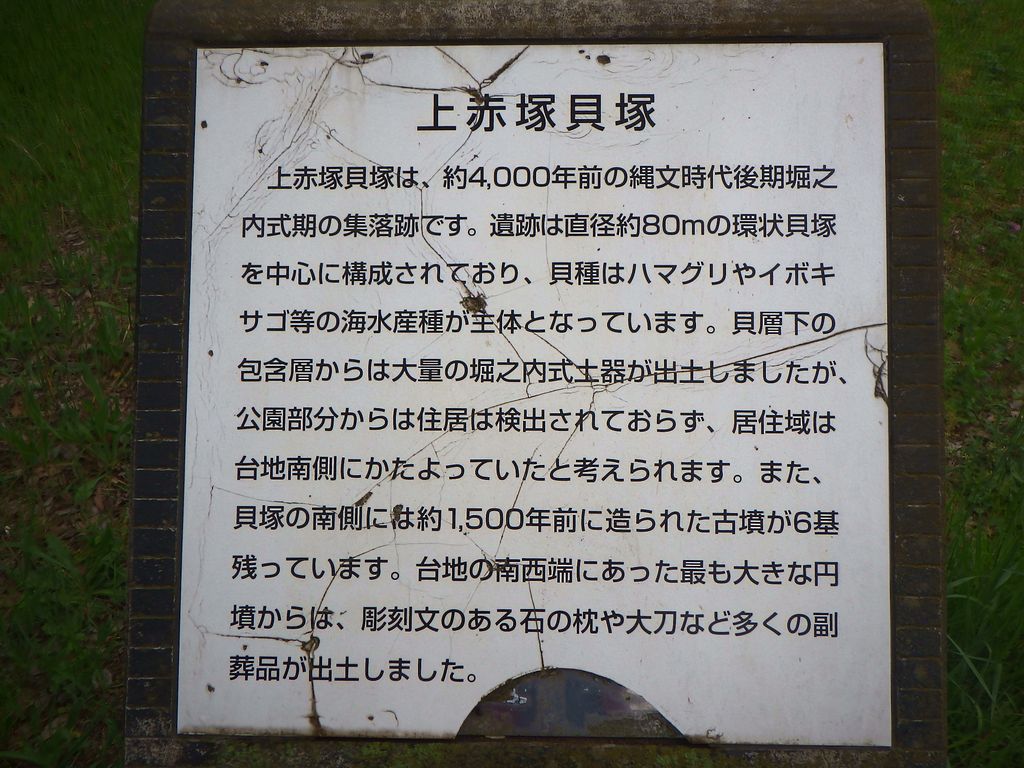 上赤塚貝塚
上赤塚貝塚は、約4,000年前の縄文時代後期堀之
内式期の集落跡です。遺跡は直径約80mの環状貝塚
を中心に構成されており、貝種はハマグリやイボキ
サゴ等の海水産種が主体となっています。貝層下の
包含層からは大量の堀之内式土器が出土しましたが、
公園部分からは住居は検出されておらず、居住域は
台地南側にかたよっていたと考えられます。また、
貝塚の南側には約1,500年前に造られた古墳が6基
残っています。台地の南西端にあった最も大きな円
墳からは、彫刻文のある石の枕や大刀など多くの副
葬品が出土しました。